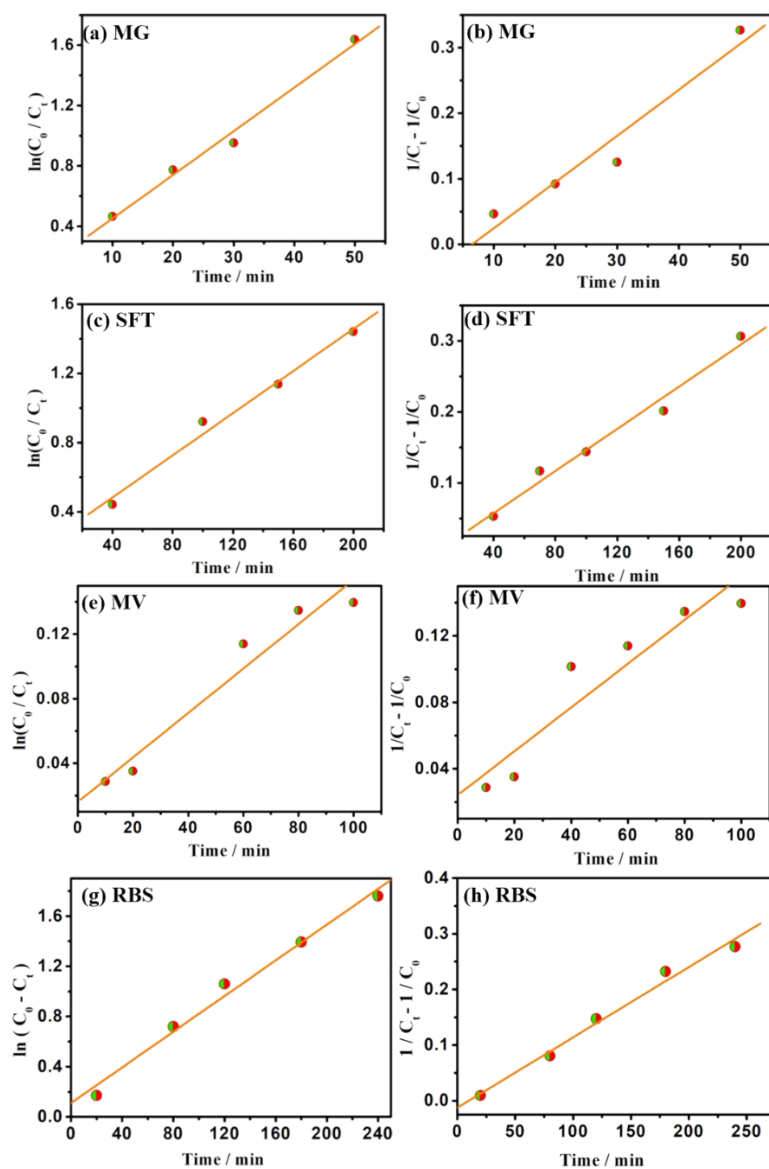 (a) MG
ln(C₀ / Cₜ)
1.6
1.2
0.8
0.4
10 20 30 40 50
Time / min
(b) MG
1/Cₜ - 1/C₀
0.3
0.2
0.1
0.0
10 20 30 40 50
Time / min
(c) SFT
ln(C₀ / Cₜ)
1.6
1.2
0.8
0.4
40 80 120 160 200
Time / min
(d) SFT
1/Cₜ - 1/C₀
0.3
0.2
0.1
40 80 120 160 200
Time / min
(e) MV
ln(C₀ / Cₜ)
0.12
0.08
0.04
0 20 40 60 80 100
Time / min
(f) MV
1/Cₜ - 1/C₀
0.12
0.08
0.04
0 20 40 60 80 100
Time / min
(g) RBS
ln ( C₀ - Cₜ )
1.6
1.2
0.8
0.4
0.0
0 40 80 120 160 200 240
Time / min
(h) RBS
1 / Cₜ - 1 / C₀
0.4
0.3
0.2
0.1
0.0
0 50 100 150 200 250
Time / min